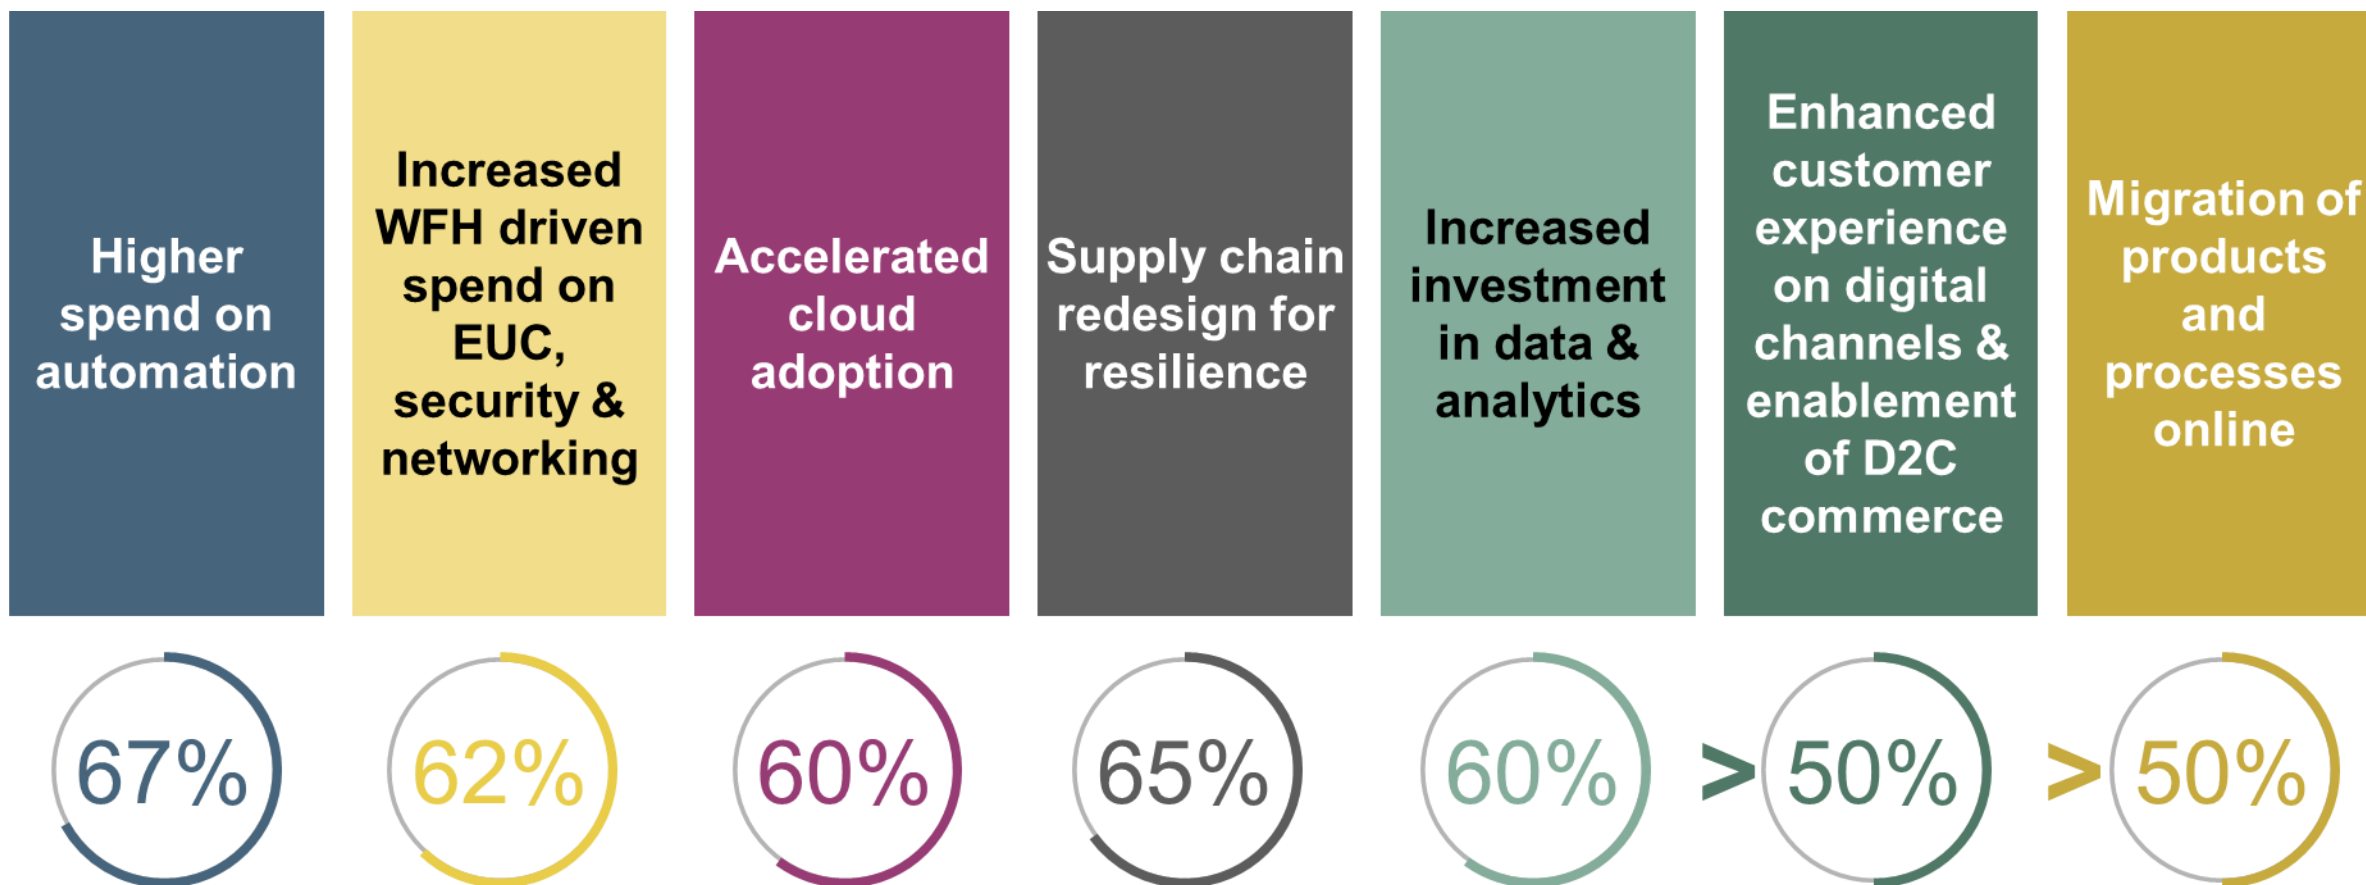 Higher
spend on
automation
Increased
WFH driven
spend on
EUC,
security &
networking
Accelerated
cloud
adoption
Supply chain
redesign for
resilience
Increased
investment
in data &
analytics
Enhanced
customer
experience
on digital
channels &
enablement
of D2C
commerce
Migration of
products
and
processes
online
67%
62%
60%
65%
60%
>50%
>50%